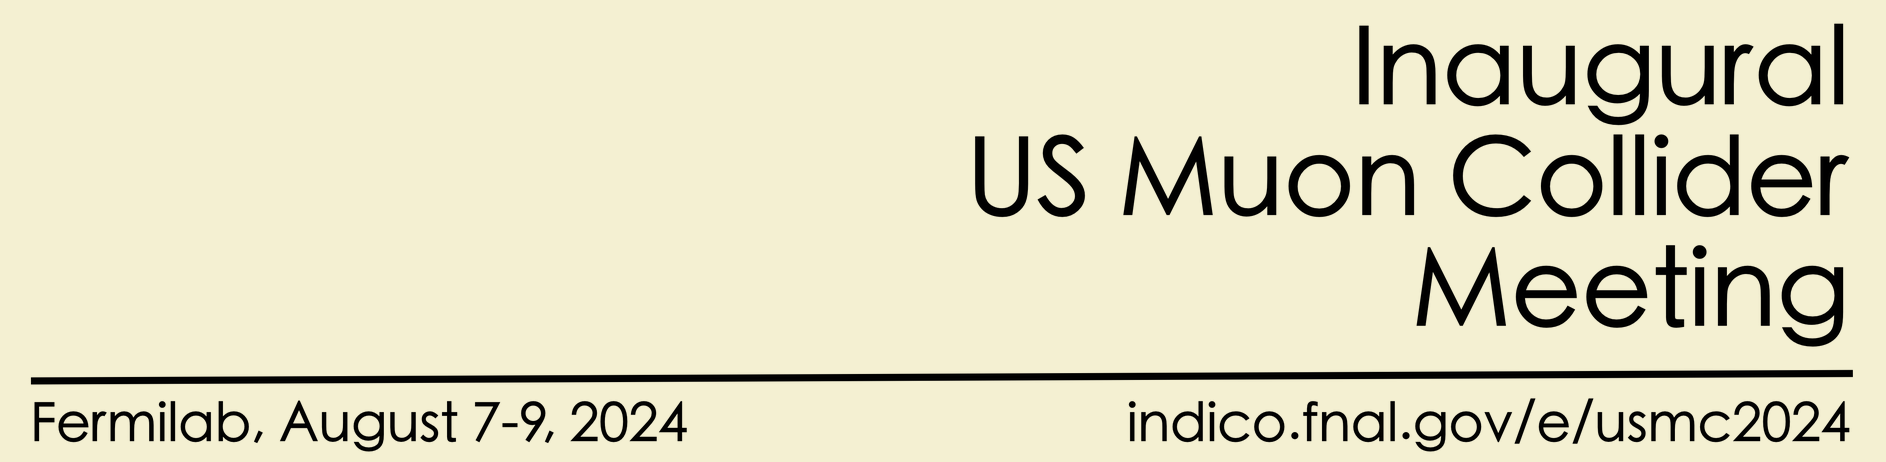 Inaugural
US Muon Collider
Meeting
Fermilab, August 7-9, 2024
indico.fnal.gov/e/usmc2024